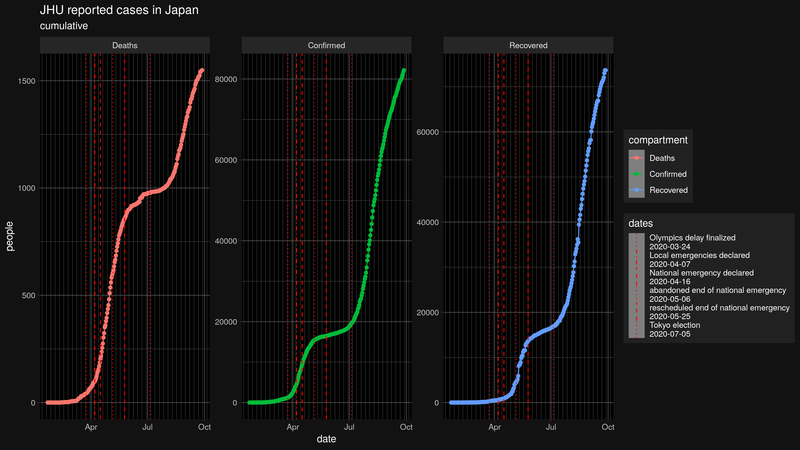 JHU reported cases in Japan
cumulative
Deaths
Confirmed
Recovered
people
1500
1000
500
0
80000
60000
40000
20000
0
60000
40000
20000
0
Apr Jul Oct
Apr Jul Oct
Apr Jul Oct
date
compartment
Deaths
Confirmed
Recovered
dates
Olympics delay finalized
2020-03-24
Local emergencies declared
2020-04-07
National emergency declared
2020-04-16
abandoned end of national emergency
2020-05-06
rescheduled end of national emergency
2020-05-25
Tokyo election
2020-07-05